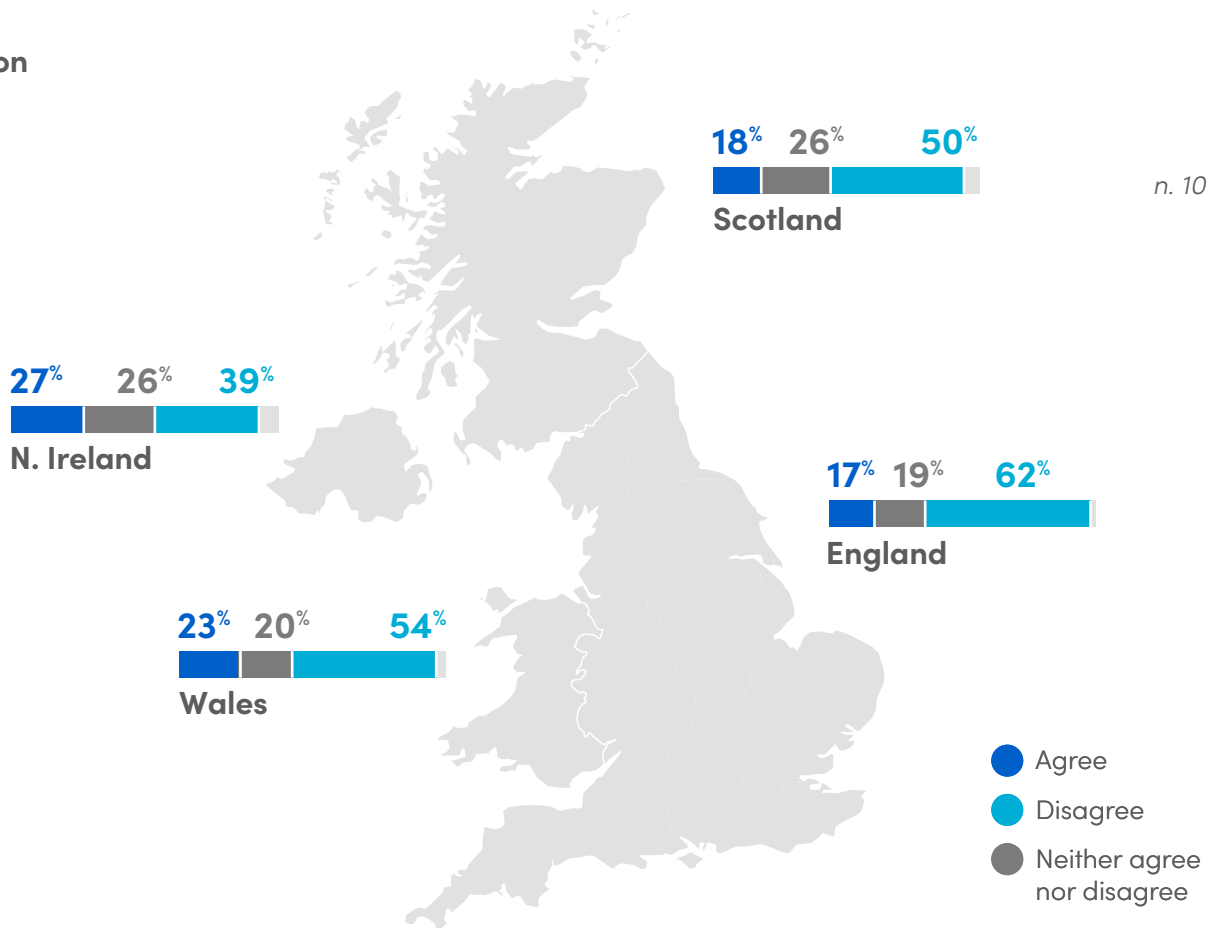 on
18% 26% 50%
Scotland
n. 10
27% 26% 39%
N. Ireland
17% 19% 62%
England
23% 20% 54%
Wales
Agree
Disagree
Neither agree
nor disagree